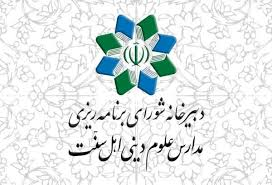 دبیرخانه شورای برنامه ریزی
مدارس علوم دینی اهل سنت